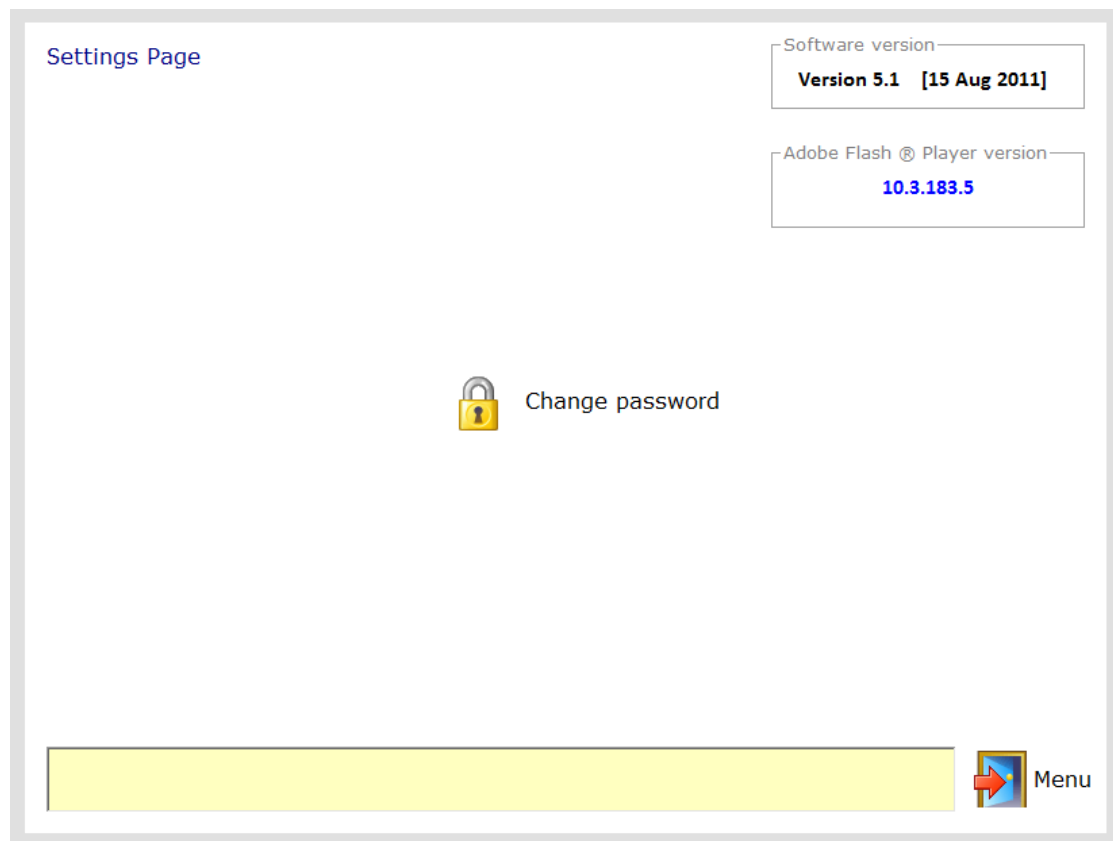 Settings Page
Software version
Version 5.1 [15 Aug 2011]
Adobe Flash ® Player version
10.3.183.5
Change password
Menu